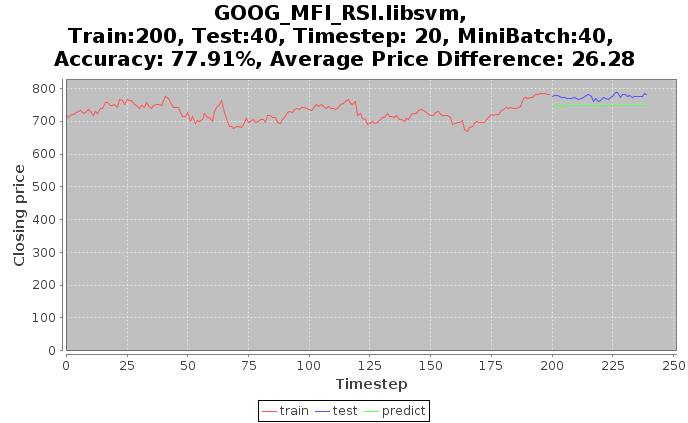 GOOG_MFI_RSI.libsvm,
Train:200, Test:40, Timestep: 20, MiniBatch:40,
Accuracy: 77.91%, Average Price Difference: 26.28
800
700
600
500
400
300
200
100
0
Closing price
0 25 50 75 100 125 150 175 200 225 250
Timestep
train test predict